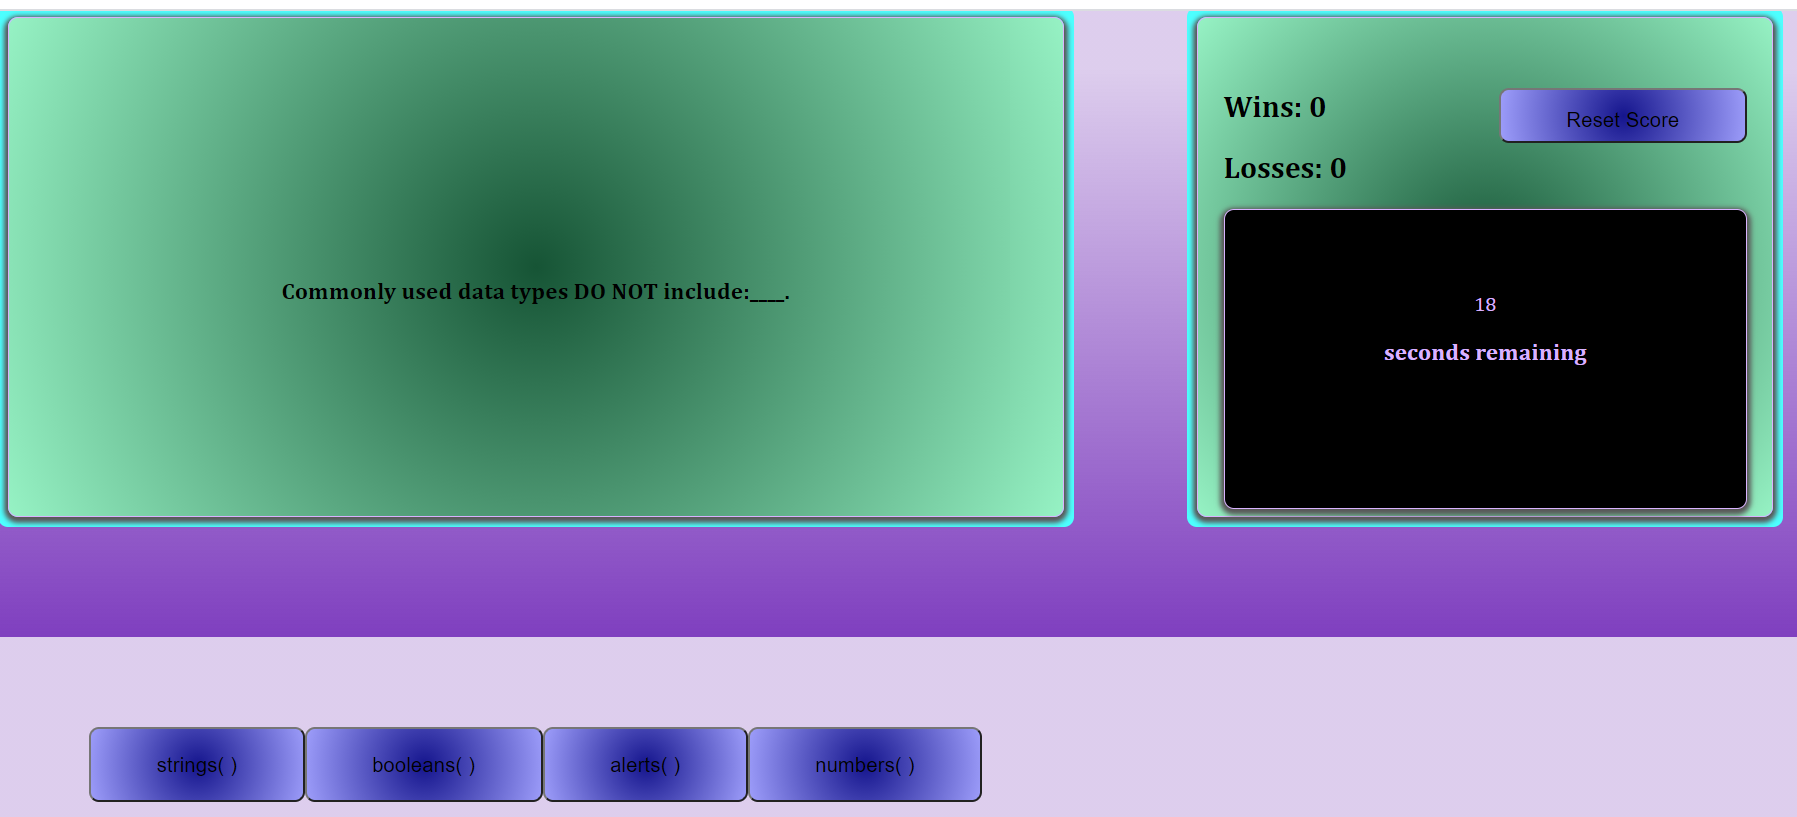 Commonly used data types DO NOT include:____.
Wins: 0
Reset Score
Losses: 0
18
seconds remaining
strings( )
booleans( )
alerts( )
numbers( )